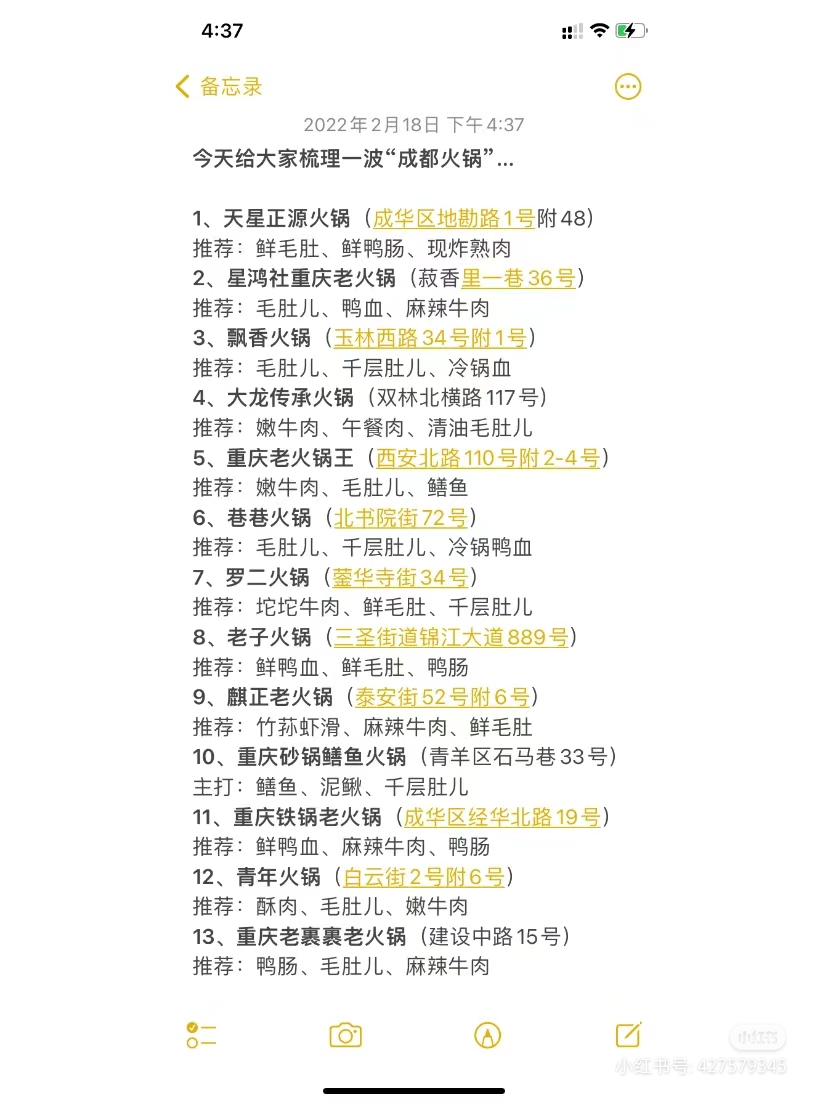 4:37
备忘录
2022年2月18日 下午4:37
今天给大家梳理一波“成都火锅”...
1、天星正源火锅（成华区地勘路1号附48）
推荐：鲜毛肚、鲜鸭肠、现炸熟肉
2、星鸿社重庆老火锅（菽香里一巷36号）
推荐：毛肚儿、鸭血、麻辣牛肉
3、飘香火锅（玉林西路34号附1号）
推荐：毛肚儿、千层肚儿、冷锅血
4、大龙传承火锅（双林北横路117号）
推荐：嫩牛肉、午餐肉、清油毛肚儿
5、重庆老火锅王（西安北路110号附2-4号）
推荐：嫩牛肉、毛肚儿、鳝鱼
6、巷巷火锅（北书院街72号）
推荐：毛肚儿、千层肚儿、冷锅鸭血
7、罗二火锅（蓥华寺街34号）
推荐：坨坨牛肉、鲜毛肚、千层肚儿
8、老子火锅（三圣街道锦江大道889号）
推荐：鲜鸭血、鲜毛肚、鸭肠
9、麒正老火锅（泰安街52号附6号）
推荐：竹荪虾滑、麻辣牛肉、鲜毛肚
10、重庆砂锅鳝鱼火锅（青羊区石马巷33号）
主打：鳝鱼、泥鳅、千层肚儿
11、重庆铁锅老火锅（成华区经华北路19号）
推荐：鲜鸭血、麻辣牛肉、鸭肠
12、青年火锅（白云街2号附6号）
推荐：酥肉、毛肚儿、嫩牛肉
13、重庆老裹裹老火锅（建设中路15号）
推荐：鸭肠、毛肚儿、麻辣牛肉
小红书
小红书号: 427579345